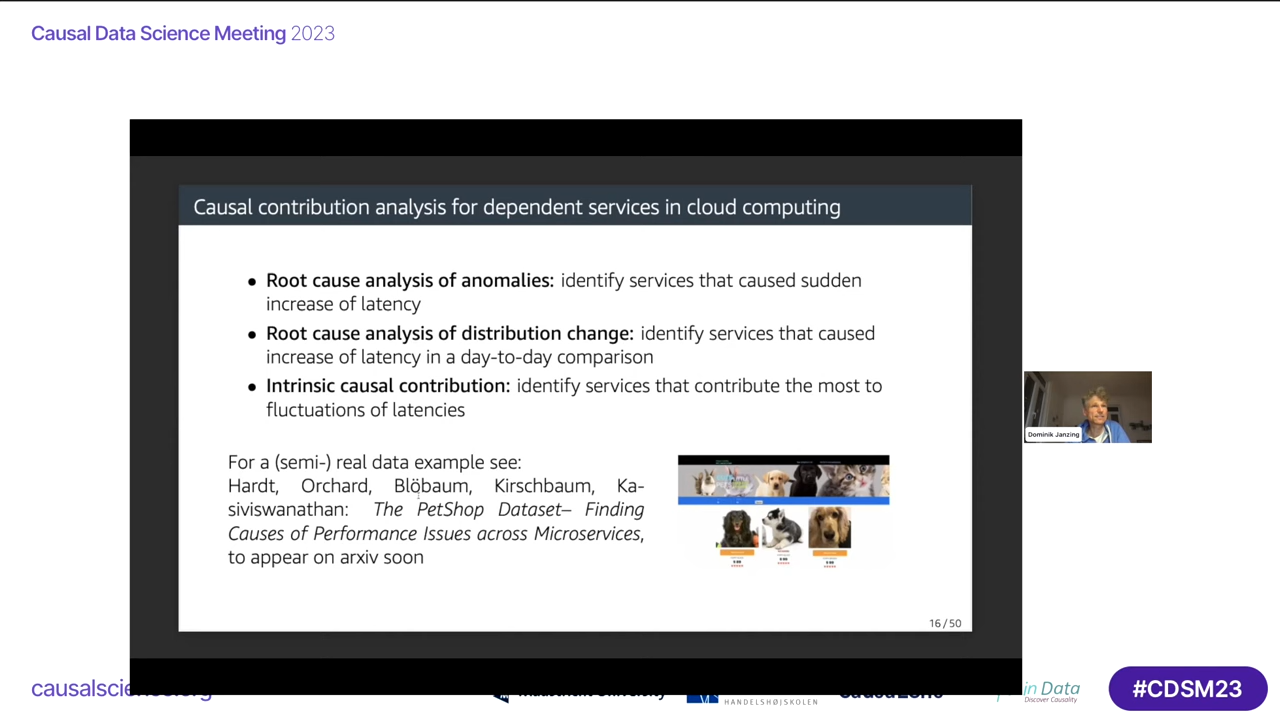 Causal Data Science Meeting 2023
Causal contribution analysis for dependent services in cloud computing
● Root cause analysis of anomalies: identify services that caused sudden
increase of latency
● Root cause analysis of distribution change: identify services that caused
increase of latency in a day-to-day comparison
● Intrinsic causal contribution: identify services that contribute the most to
fluctuations of latencies
For a (semi-) real data example see:
Hardt, Orchard, Blöbaum, Kirschbaum, Ka-
siviswanathan: The PetShop Dataset– Finding
Causes of Performance Issues across Microservices,
to appear on arxiv soon
16 / 50
Dominik Janzing
HANDELSHØJSKOLEN
in Data
Discover Causality
#CDSM23